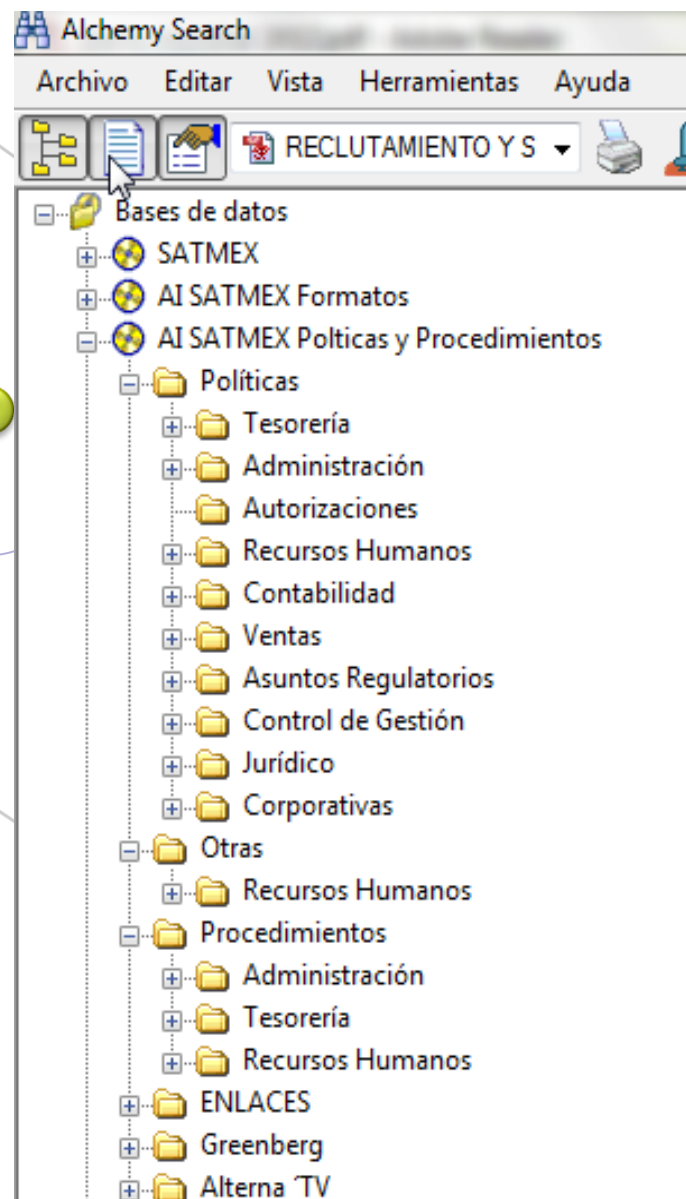 Alchemy Search
Archivo Editar Vista Herramientas Ayuda
RECLUTAMIENTO Y S
Bases de datos
SATMEX
AI SATMEX Formatos
AI SATMEX Polticas y Procedimientos
Políticas
Tesorería
Administración
Autorizaciones
Recursos Humanos
Contabilidad
Ventas
Asuntos Regulatorios
Control de Gestión
Jurídico
Corporativas
Otras
Recursos Humanos
Procedimientos
Administración
Tesorería
Recursos Humanos
ENLACES
Greenberg
Alterna ´TV